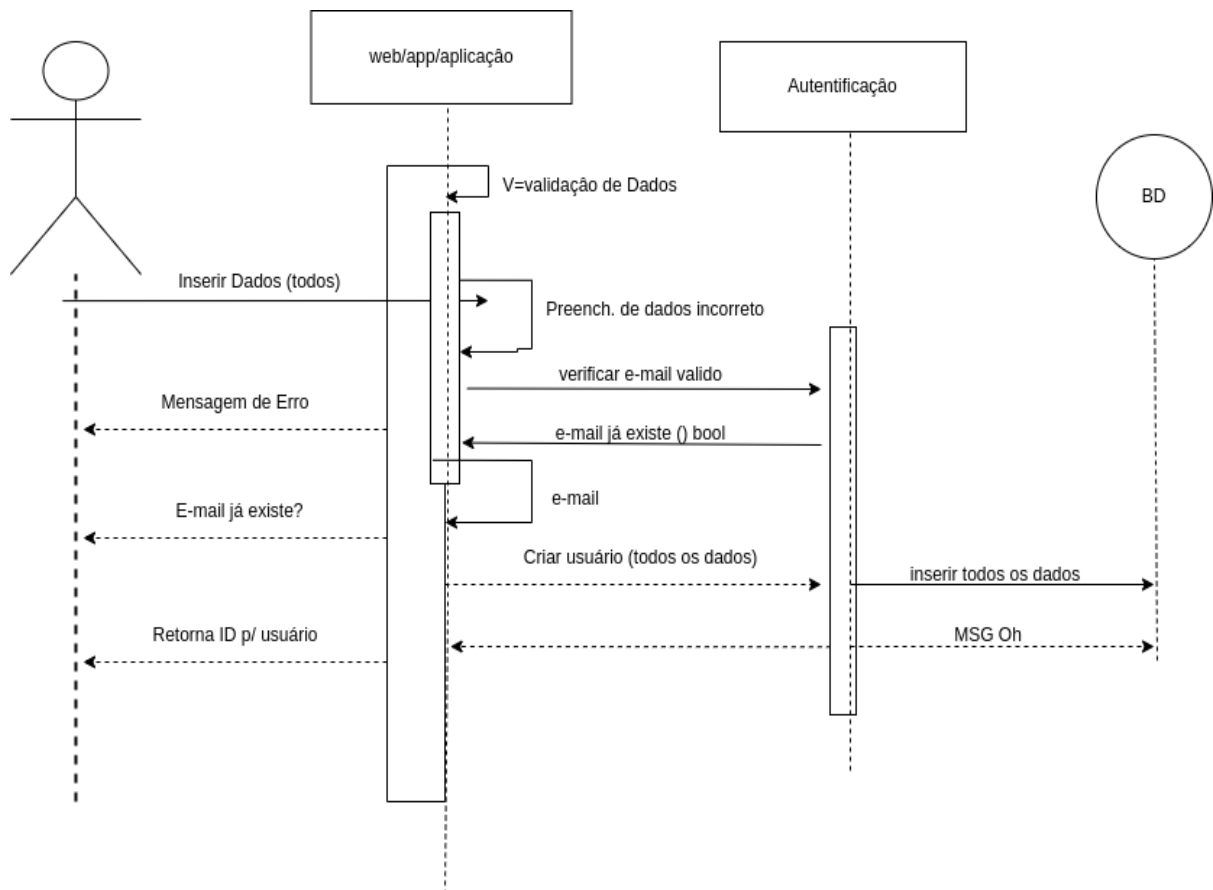 web/app/aplicação
Autentificação
BD
V=validação de Dados
Inserir Dados (todos)
Preench. de dados incorreto
verificar e-mail valido
Mensagem de Erro
e-mail já existe () bool
e-mail
E-mail já existe?
Criar usuário (todos os dados)
inserir todos os dados
Retorna ID p/ usuário
MSG Oh